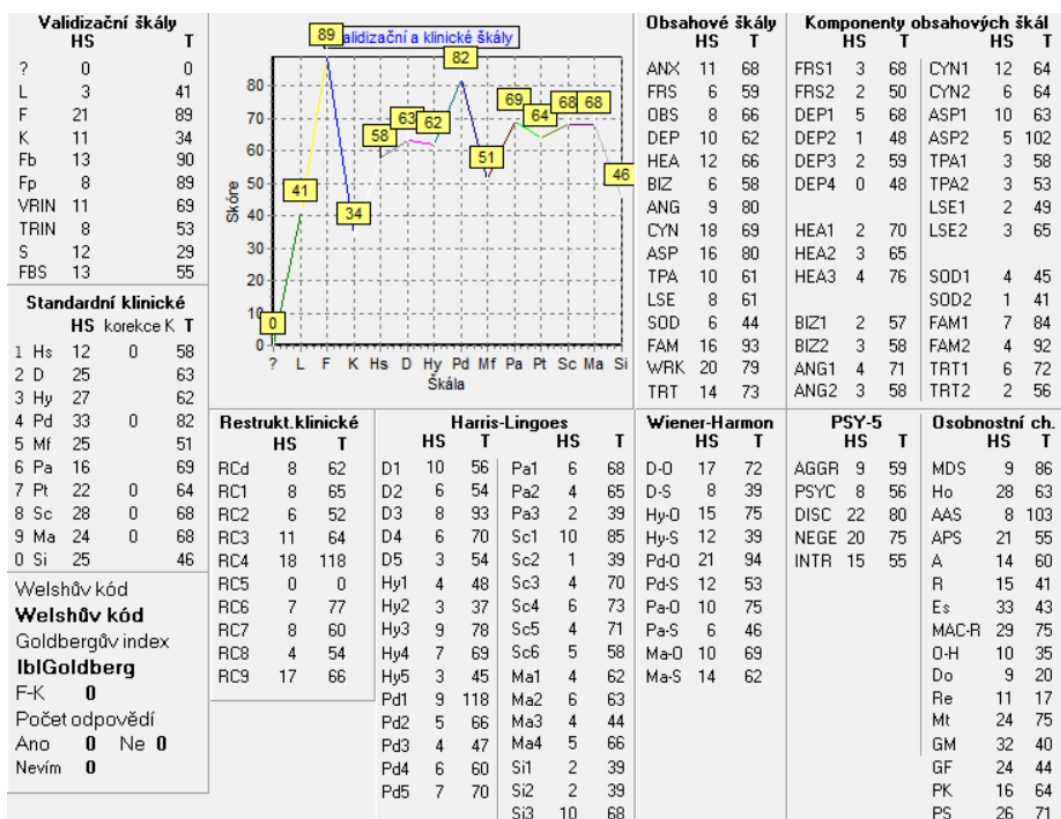 Validizační škály
HS T
? 0 0
L 3 41
F 21 89
K 11 34
Fb 13 90
Fp 8 89
VRIN 11 69
TRIN 8 53
S 12 29
FBS 13 55
Standardní klinické
HS korekce K T
1 Hs 12 0 58
2 D 25 63
3 Hy 27 62
4 Pd 33 0 82
5 Mf 25 51
6 Pa 16 69
7 Pt 22 0 64
8 Sc 28 0 68
9 Ma 24 0 68
0 Si 25 46
Welshův kód
Welshův kód
Goldbergův index
lblGoldberg
F-K 0
Počet odpovědí
Ano 0 Ne 0
Nevím 0
alidizační a klinické škály
Skóre
80
70
60
50
40
30
20
10
0
0 41 89 34 58 63 62 82 51 69 64 68 68 46
? L F K Hs D Hy Pd Mf Pa Pt Sc Ma Si
Škála
Obsahové škály
HS T
ANX 11 68
FRS 6 59
OBS 8 66
DEP 10 62
HEA 12 66
BIZ 6 58
ANG 9 80
CYN 18 69
ASP 16 80
TPA 10 61
LSE 8 61
SOD 6 44
FAM 16 93
WRK 20 79
TRT 14 73
Komponenty obsahových škál
HS T HS T
FRS1 3 68 CYN1 12 64
FRS2 2 50 CYN2 6 64
DEP1 5 68 ASP1 10 63
DEP2 1 48 ASP2 5 102
DEP3 2 59 TPA1 3 58
DEP4 0 48 TPA2 3 53
LSE1 2 49
HEA1 2 70 LSE2 3 65
HEA2 3 65
HEA3 4 76 SOD1 4 45
SOD2 1 41
BIZ1 2 57 FAM1 7 84
BIZ2 3 58 FAM2 4 92
ANG1 4 71 TRT1 6 72
ANG2 3 58 TRT2 2 56
Restrukt.klinické
HS T
RCd 8 62
RC1 8 65
RC2 6 52
RC3 11 64
RC4 18 118
RC5 0 0
RC6 7 77
RC7 8 60
RC8 4 54
RC9 17 66
Harris-Lingoes
HS T HS T
D1 10 56 Pa1 6 68
D2 6 54 Pa2 4 65
D3 8 93 Pa3 2 39
D4 6 70 Sc1 10 85
D5 3 54 Sc2 1 39
Hy1 4 48 Sc3 4 70
Hy2 3 37 Sc4 6 73
Hy3 9 78 Sc5 4 71
Hy4 7 69 Sc6 5 58
Hy5 3 45 Ma1 4 62
Pd1 9 118 Ma2 6 63
Pd2 5 66 Ma3 4 44
Pd3 4 47 Ma4 5 66
Pd4 6 60 Si1 2 39
Pd5 7 70 Si2 2 39
Si3 10 68
Wiener-Harmon
HS T
D-O 17 72
D-S 8 39
Hy-O 15 75
Hy-S 12 39
Pd-O 21 94
Pd-S 12 53
Pa-O 10 75
Pa-S 6 46
Ma-O 10 69
Ma-S 14 62
PSY-5
HS T
AGGR 9 59
PSYC 8 56
DISC 22 80
NEGE 20 75
INTR 15 55
Osobnostní ch.
HS T
MDS 9 86
Ho 28 63
AAS 8 103
APS 21 55
A 14 60
R 15 41
Es 33 43
MAC-R 29 75
O-H 10 35
Do 9 20
Re 11 17
Mt 24 75
GM 32 40
GF 24 44
PK 16 64
PS 26 71